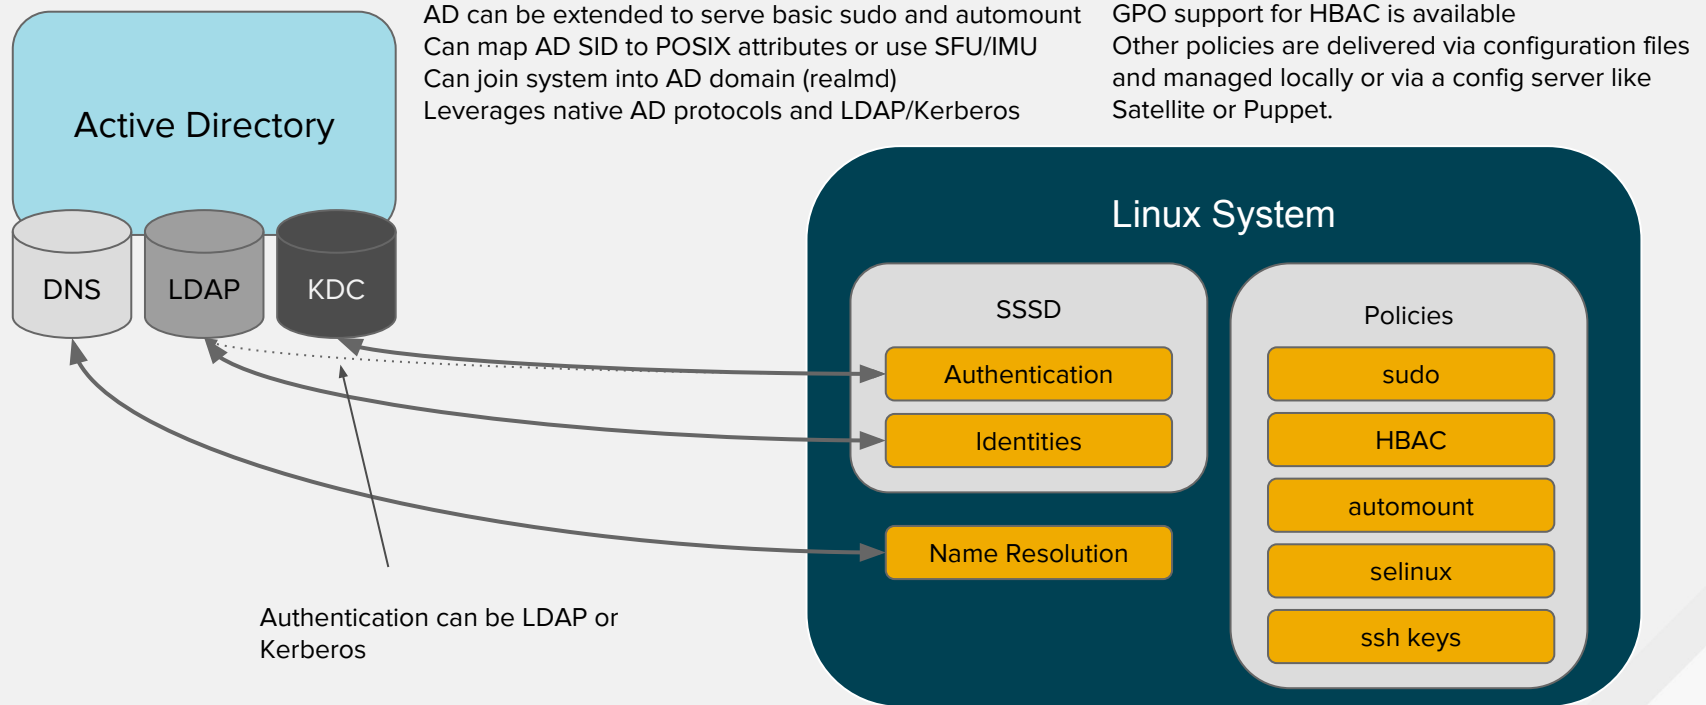 AD can be extended to serve basic sudo and automount
Can map AD SID to POSIX attributes or use SFU/IMU
Can join system into AD domain (realmd)
Leverages native AD protocols and LDAP/Kerberos
GPO support for HBAC is available
Other policies are delivered via configuration files
and managed locally or via a config server like
Satellite or Puppet.
Active Directory
DNS
LDAP
KDC
Linux System
SSSD
Authentication
Identities
Name Resolution
Policies
sudo
HBAC
automount
selinux
ssh keys
Authentication can be LDAP or
Kerberos